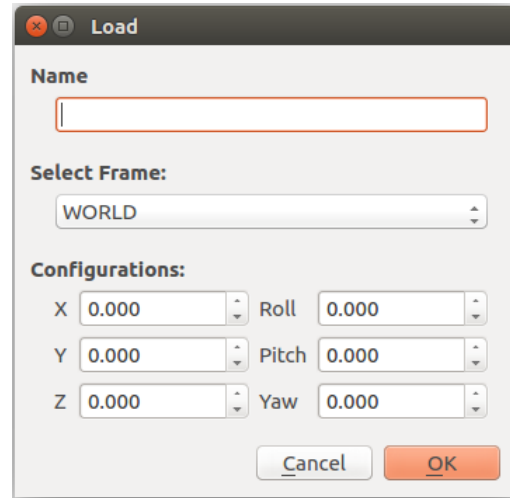 Load
Name
Select Frame:
WORLD
Configurations:
X 0.000 Roll 0.000
Y 0.000 Pitch 0.000
Z 0.000 Yaw 0.000
Cancel OK